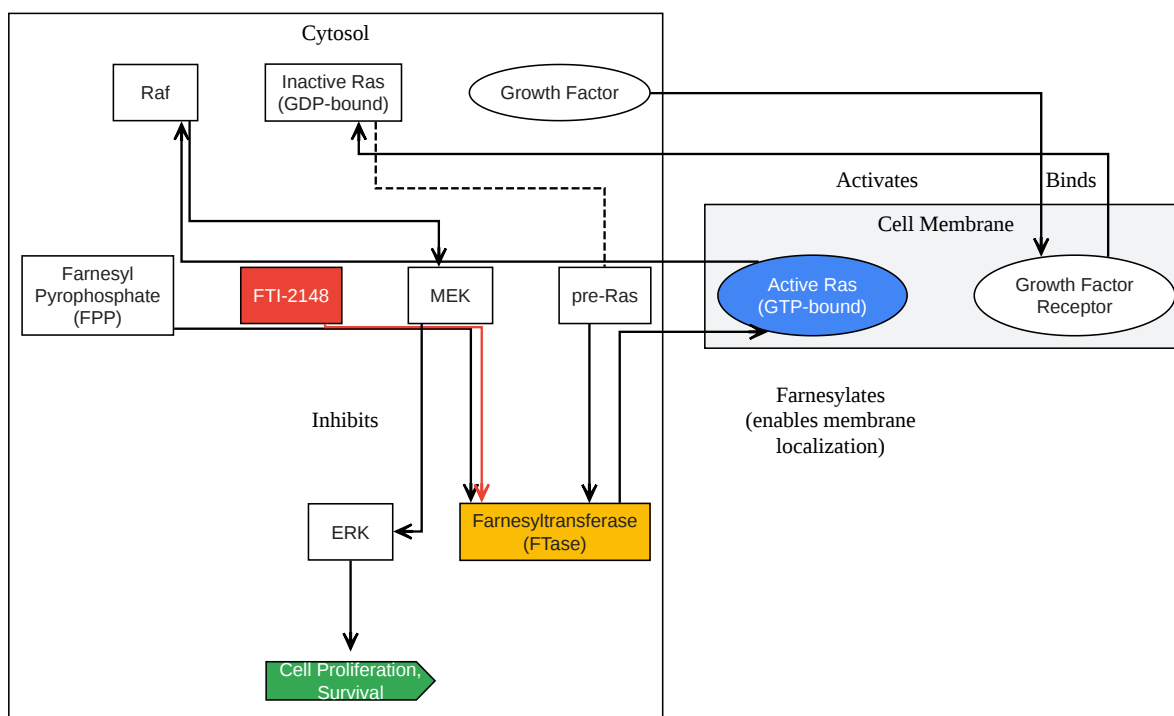 Cytosol
Raf
Inactive Ras
(GDP-bound)
Growth Factor
Activates
Binds
Cell Membrane
Farnesyl
Pyrophosphate
(FPP)
FTI-2148
MEK
pre-Ras
Active Ras
(GTP-bound)
Growth Factor
Receptor
Inhibits
Farnesylates
(enables membrane
localization)
ERK
Farnesyltransferase
(FTase)
Cell Proliferation,
Survival